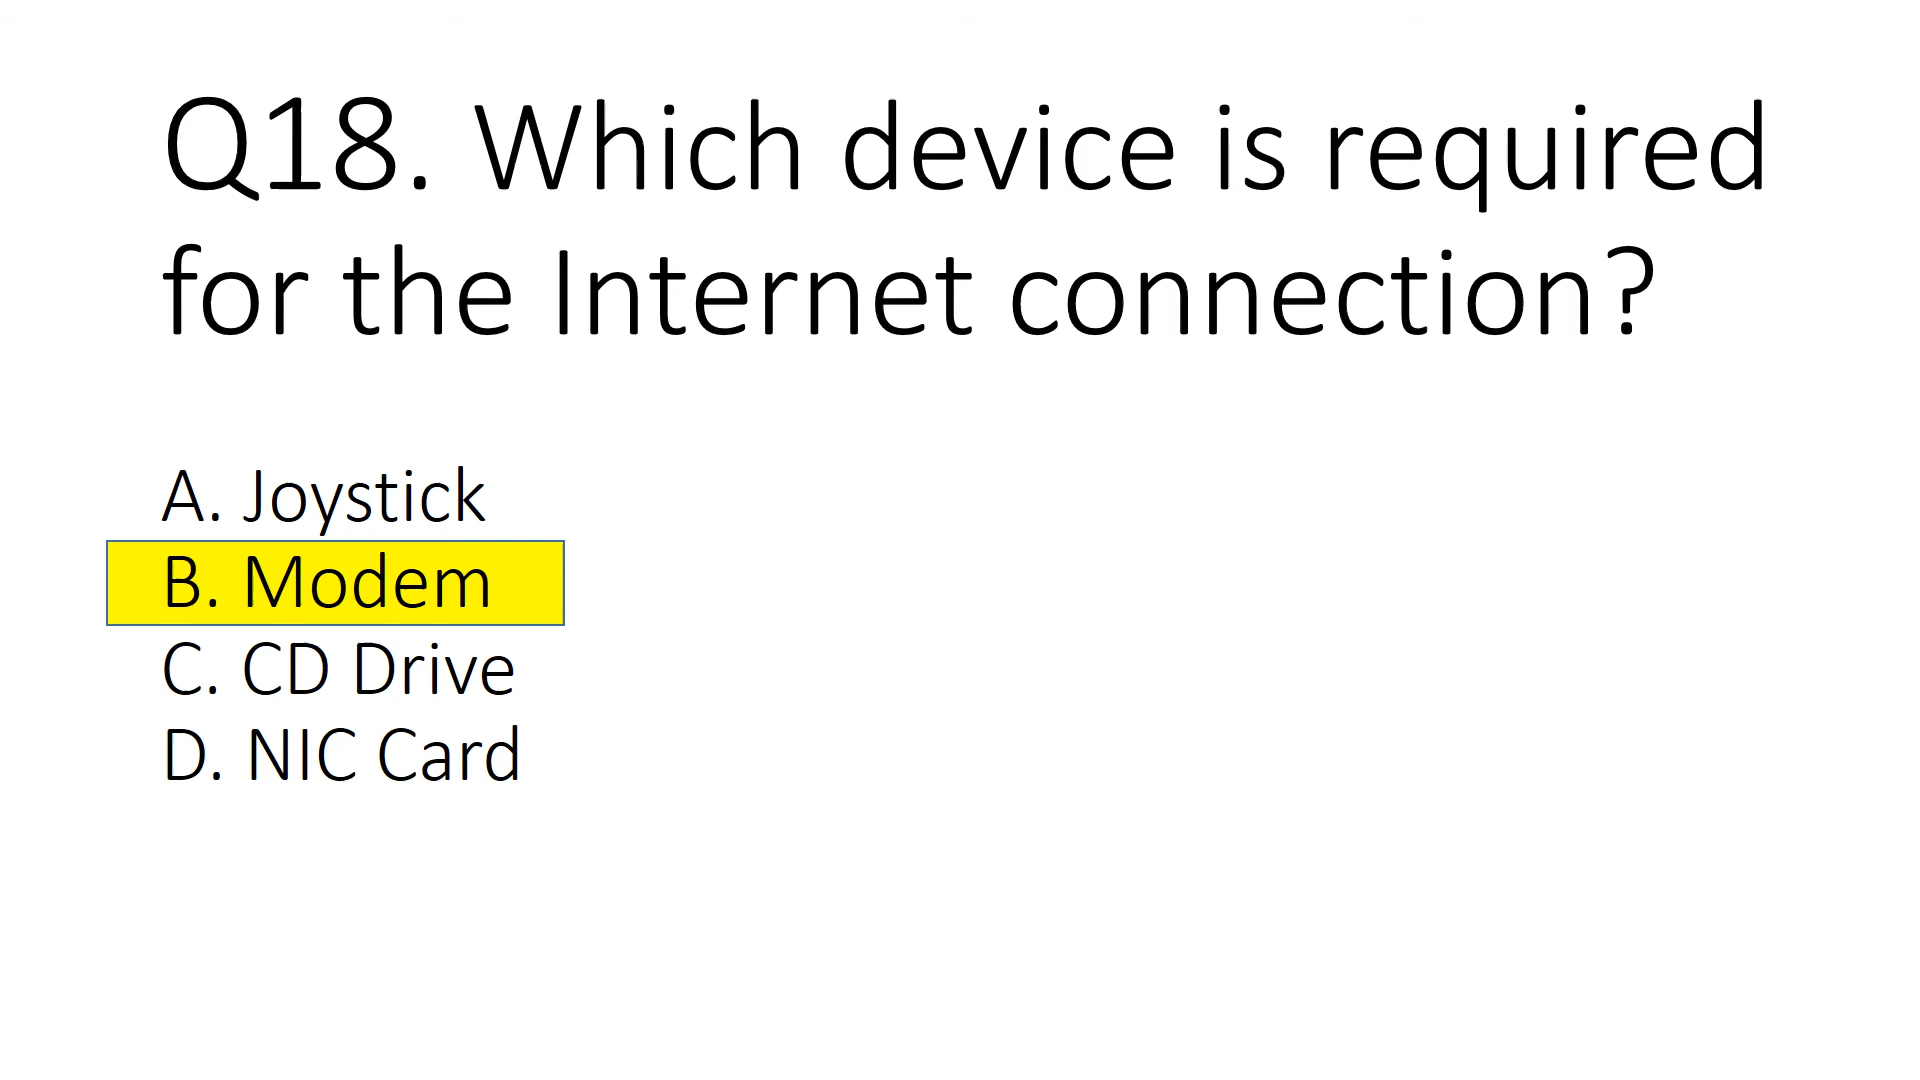 Q18. Which device is required
for the Internet connection?
A. Joystick
B. Modem
C. CD Drive
D. NIC Card